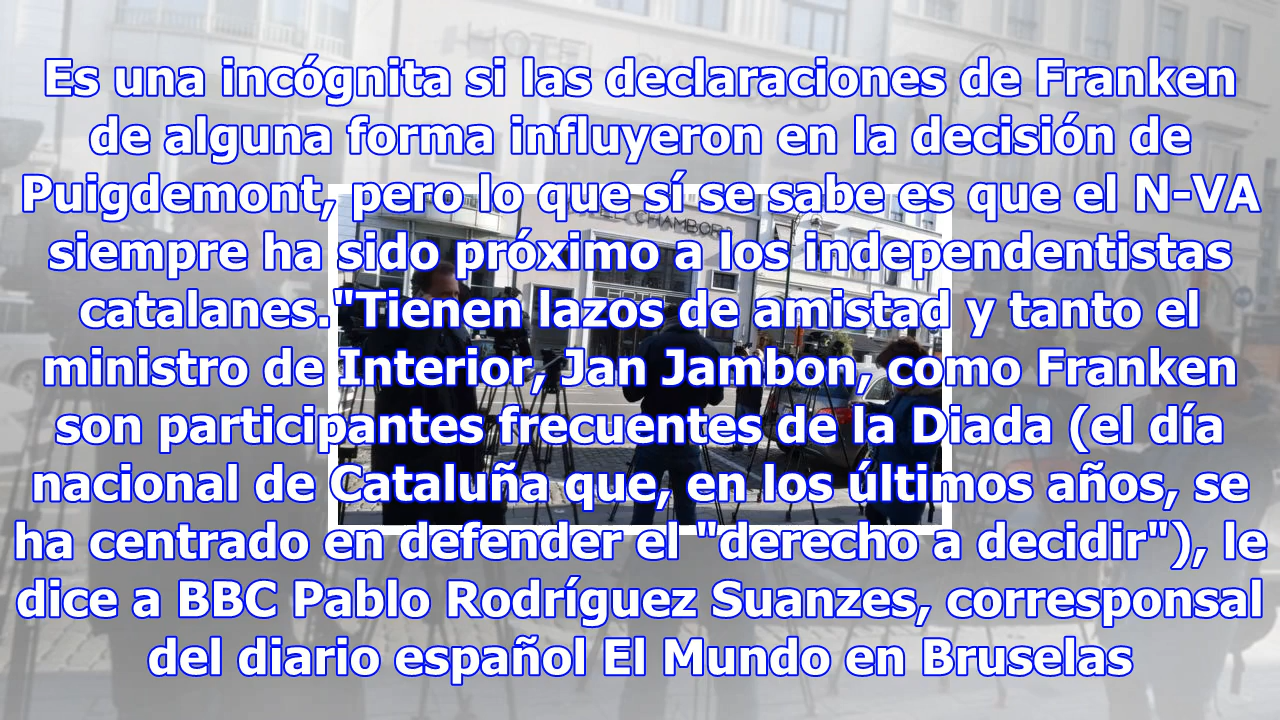 HOTEL CHAMBORD
Es una incógnita si las declaraciones de Franken
de alguna forma influyeron en la decisión de
Puigdemont, pero lo que sí se sabe es que el N-VA
siempre ha sido próximo a los independentistas
catalanes."Tienen lazos de amistad y tanto el
ministro de Interior, Jan Jambon, como Franken
son participantes frecuentes de la Diada (el día
nacional de Cataluña que, en los últimos años, se
ha centrado en defender el "derecho a decidir"), le
dice a BBC Pablo Rodríguez Suanzes, corresponsal
del diario español El Mundo en Bruselas